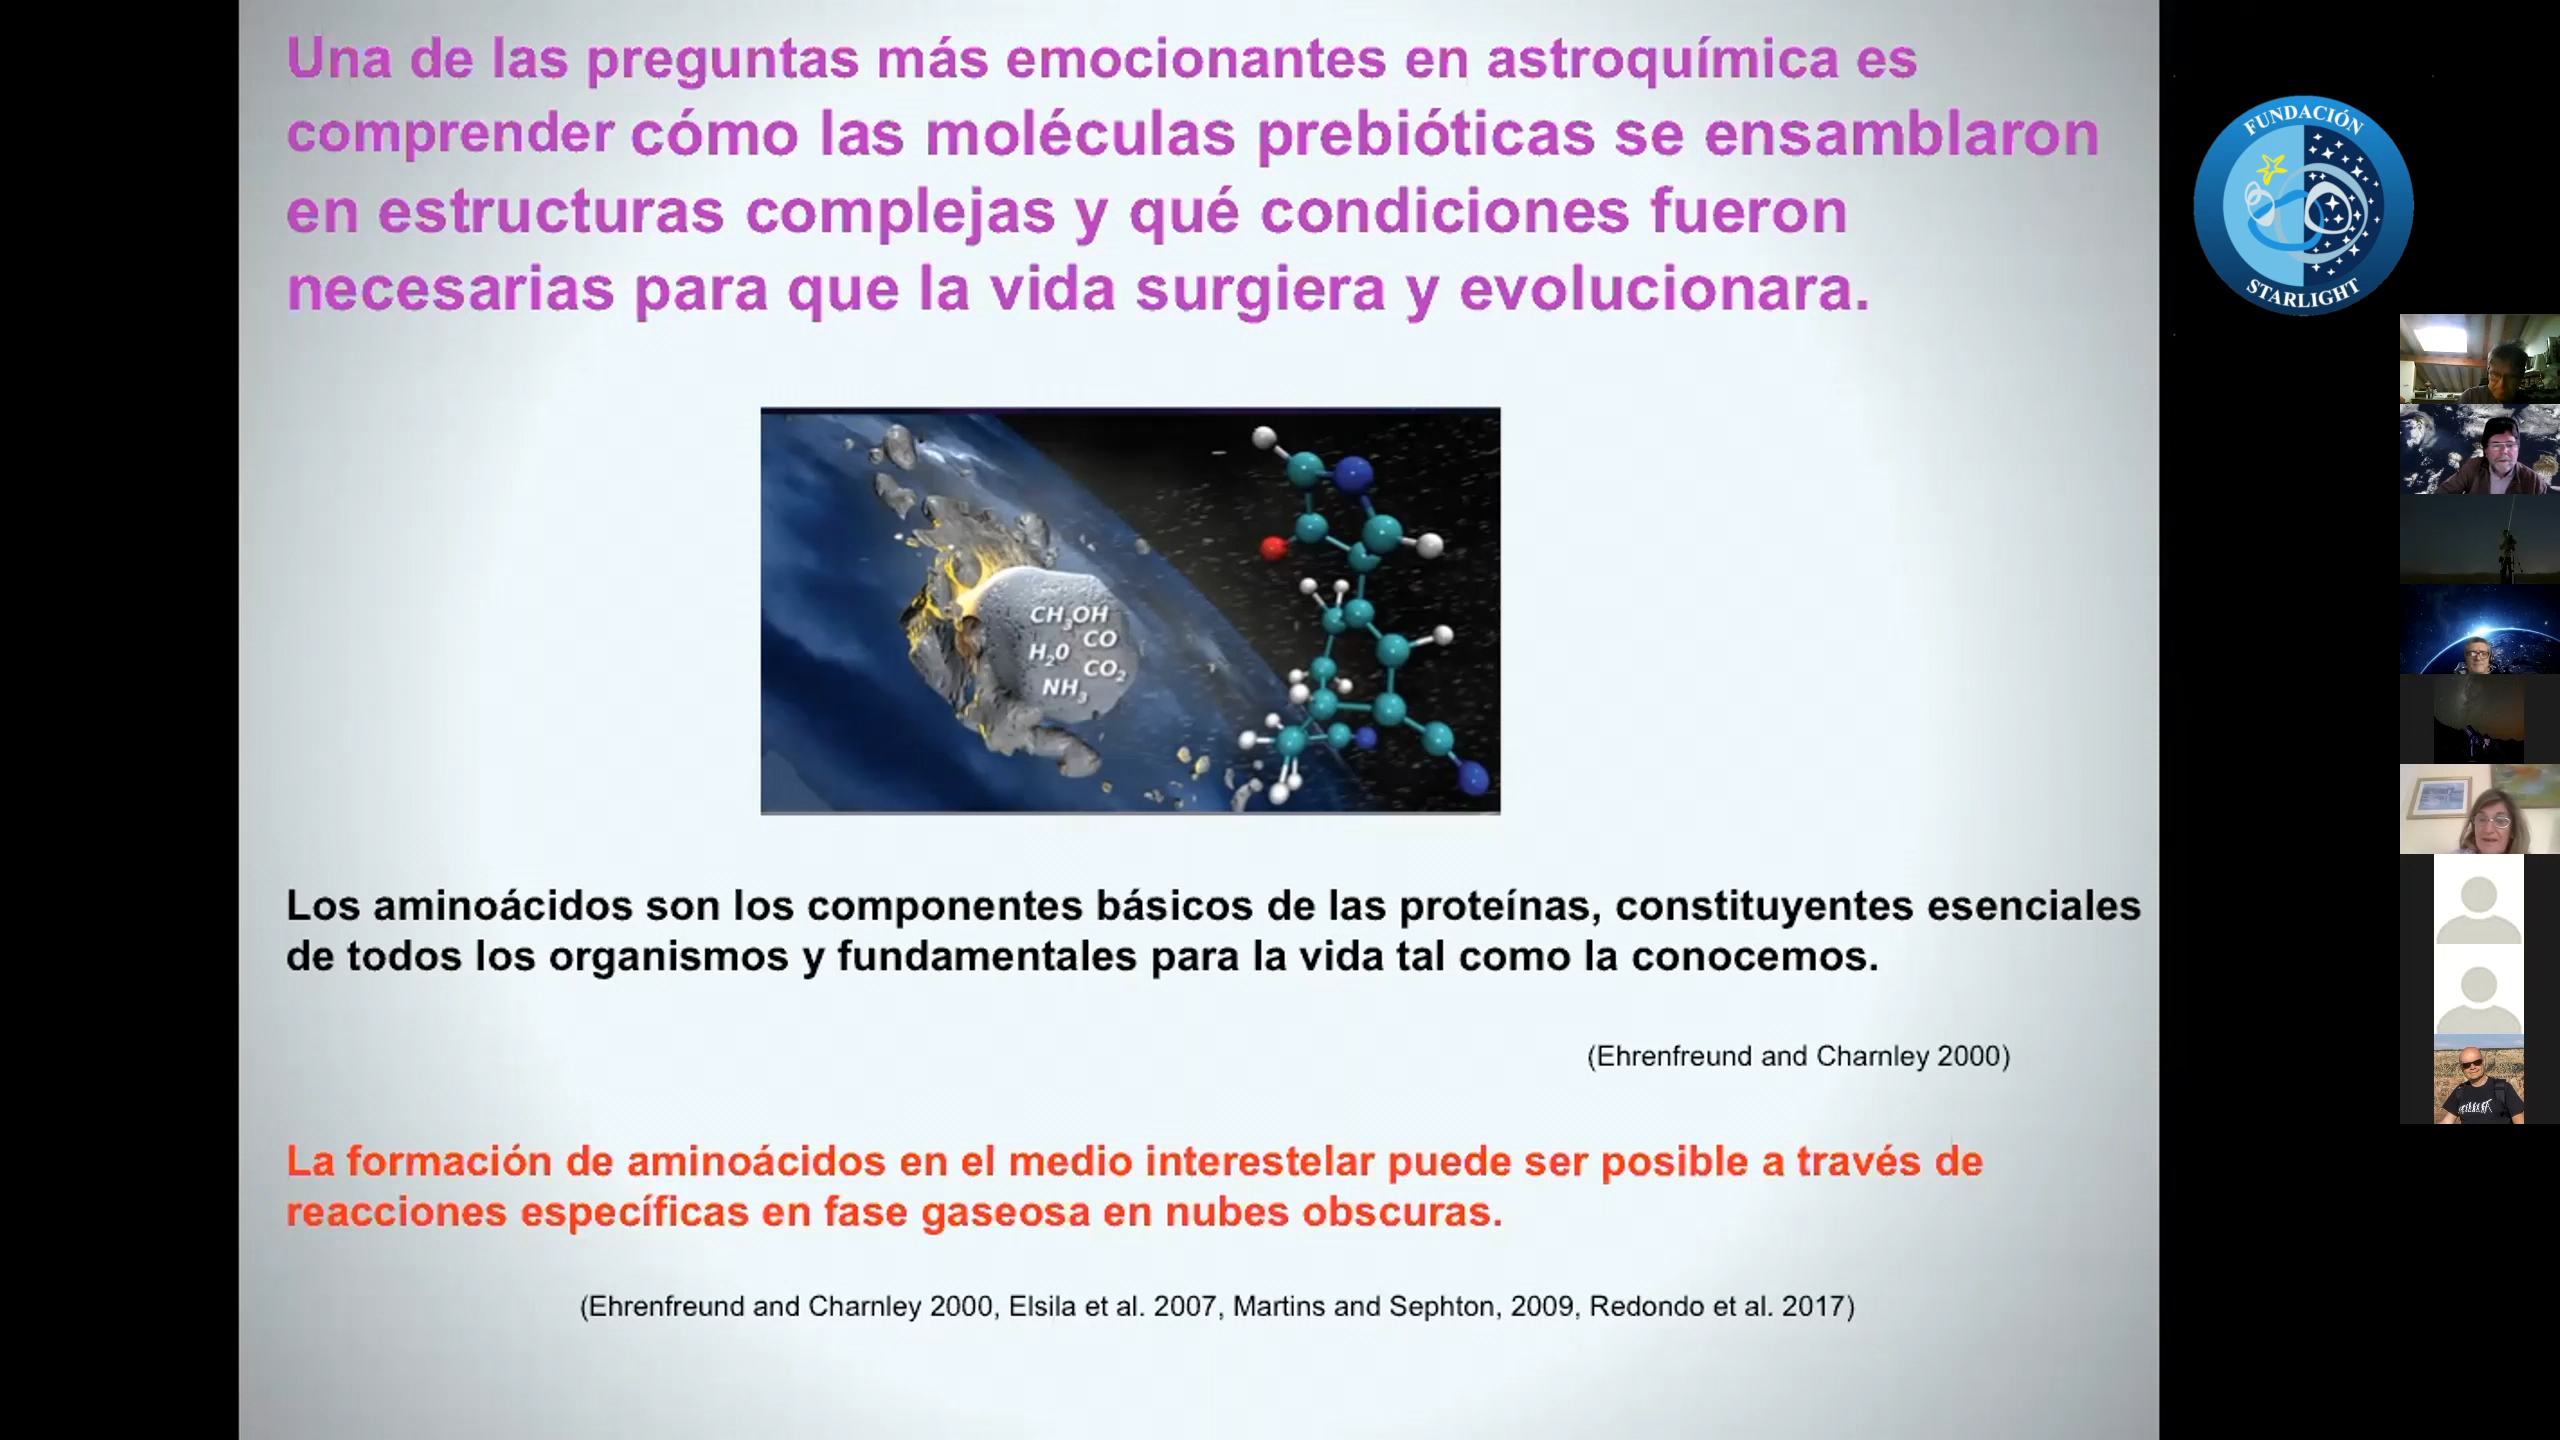 Una de las preguntas más emocionantes en astroquímica es
comprender cómo las moléculas prebióticas se ensamblaron
en estructuras complejas y qué condiciones fueron
necesarias para que la vida surgiera y evolucionara.
CH3OH
CO
H2O
CO2
NH3
Los aminoácidos son los componentes básicos de las proteínas, constituyentes esenciales
de todos los organismos y fundamentales para la vida tal como la conocemos.
(Ehrenfreund and Charnley 2000)
La formación de aminoácidos en el medio interestelar puede ser posible a través de
reacciones específicas en fase gaseosa en nubes obscuras.
(Ehrenfreund and Charnley 2000, Elsila et al. 2007, Martins and Sephton, 2009, Redondo et al. 2017)
FUNDACIÓN
STARLIGHT